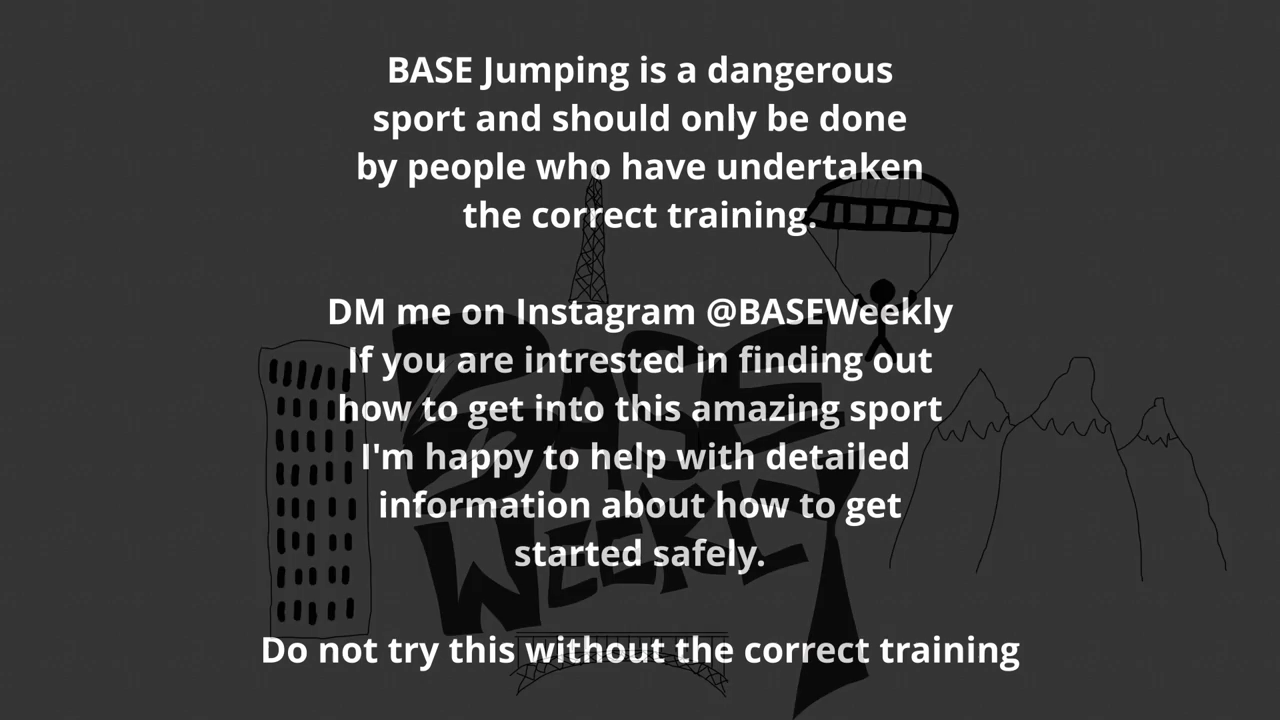 BASE Jumping is a dangerous
sport and should only be done
by people who have undertaken
the correct training.
DM me on Instagram @BASEWeekly
If you are intrested in finding out
how to get into this amazing sport
I'm happy to help with detailed
information about how to get
started safely.
Do not try this without the correct training
BASE
WEEKLY